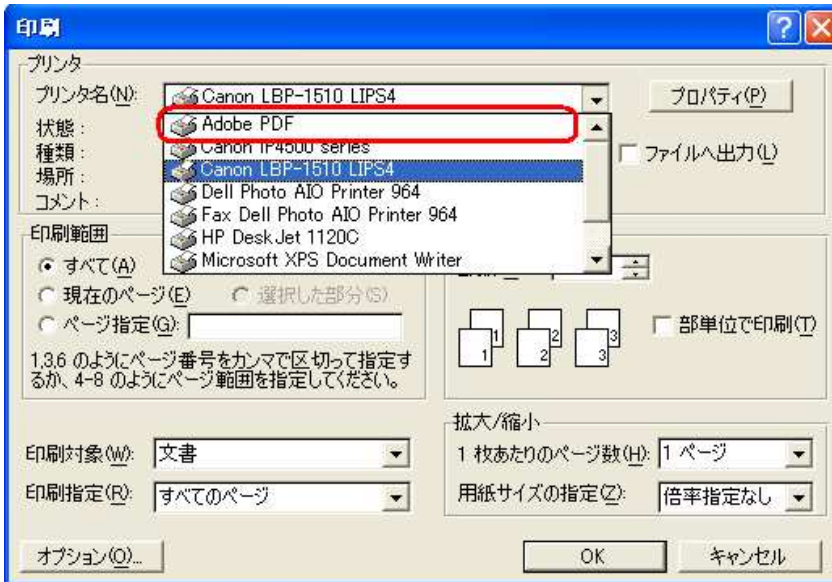 印刷
プリンタ
プリンタ名(N):
Canon LBP-1510 LIPS4
プロパティ(P)
Adobe PDF
Canon iP4500 series
Canon LBP-1510 LIPS4
Dell Photo AIO Printer 964
Fax Dell Photo AIO Printer 964
HP DeskJet 1120C
Microsoft XPS Document Writer
状態:
種類:
場所:
コメント:
ファイルへ出力(L)
印刷範囲
すべて(A)
現在のページ(E)
選択した部分(S)
ページ指定(G):
1,3,6 のようにページ番号をカンマで区切って指定す
るか、4-8 のようにページ範囲を指定してください。
1 1
2 2
3 3
部単位で印刷(T)
印刷対象(W):
文書
印刷指定(R):
すべてのページ
拡大/縮小
1 枚あたりのページ数(H):
1 ページ
用紙サイズの指定(Z):
倍率指定なし
オプション(O)...
OK
キャンセル